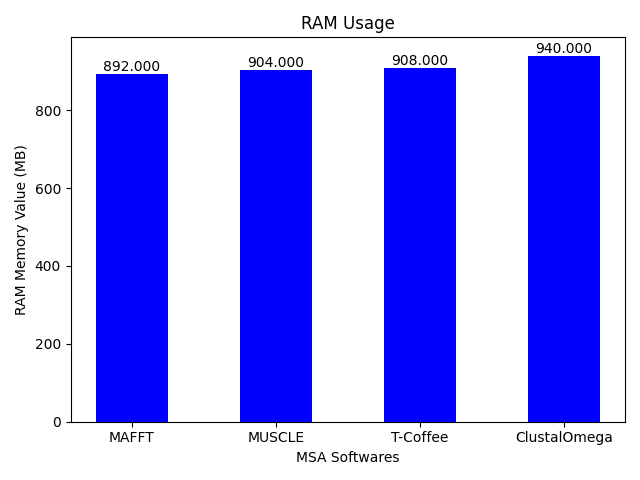 RAM Usage
892.000
904.000
908.000
940.000
800
600
400
200
0
RAM Memory Value (MB)
MAFFT
MUSCLE
T-Coffee
ClustalOmega
MSA Softwares